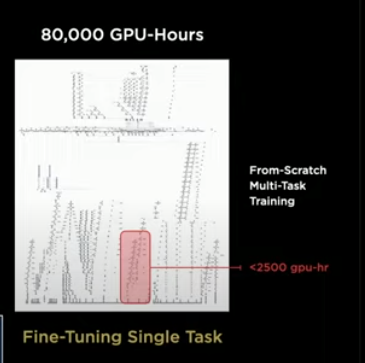 80,000 GPU-Hours
From-Scratch
Multi-Task
Training
<2500 gpu-hr
Fine-Tuning Single Task